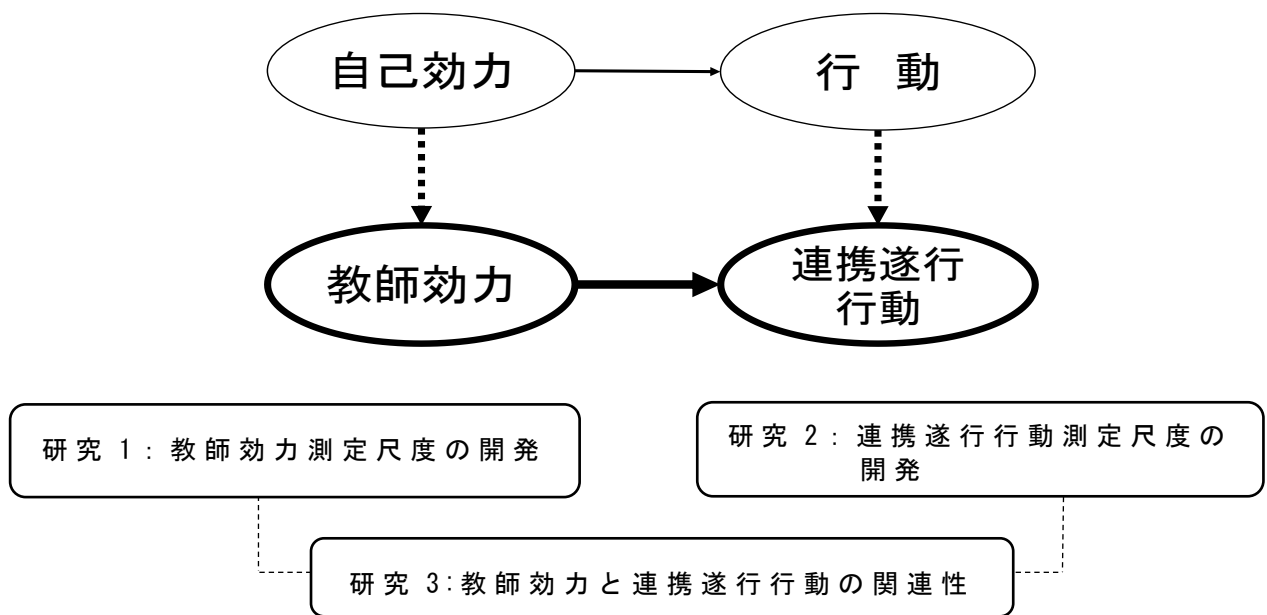 自己効力
行 動
教師効力
連携遂行
行動
研究 1: 教師効力測定尺度の開発
研究 2: 連携遂行行動測定尺度の
開発
研究 3:教師効力と連携遂行行動の関連性